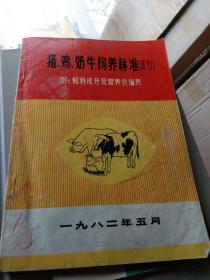 猪、鸡、奶牛饲养标准(试行)
附：饲料成分及营养价值表
一九八二年五月